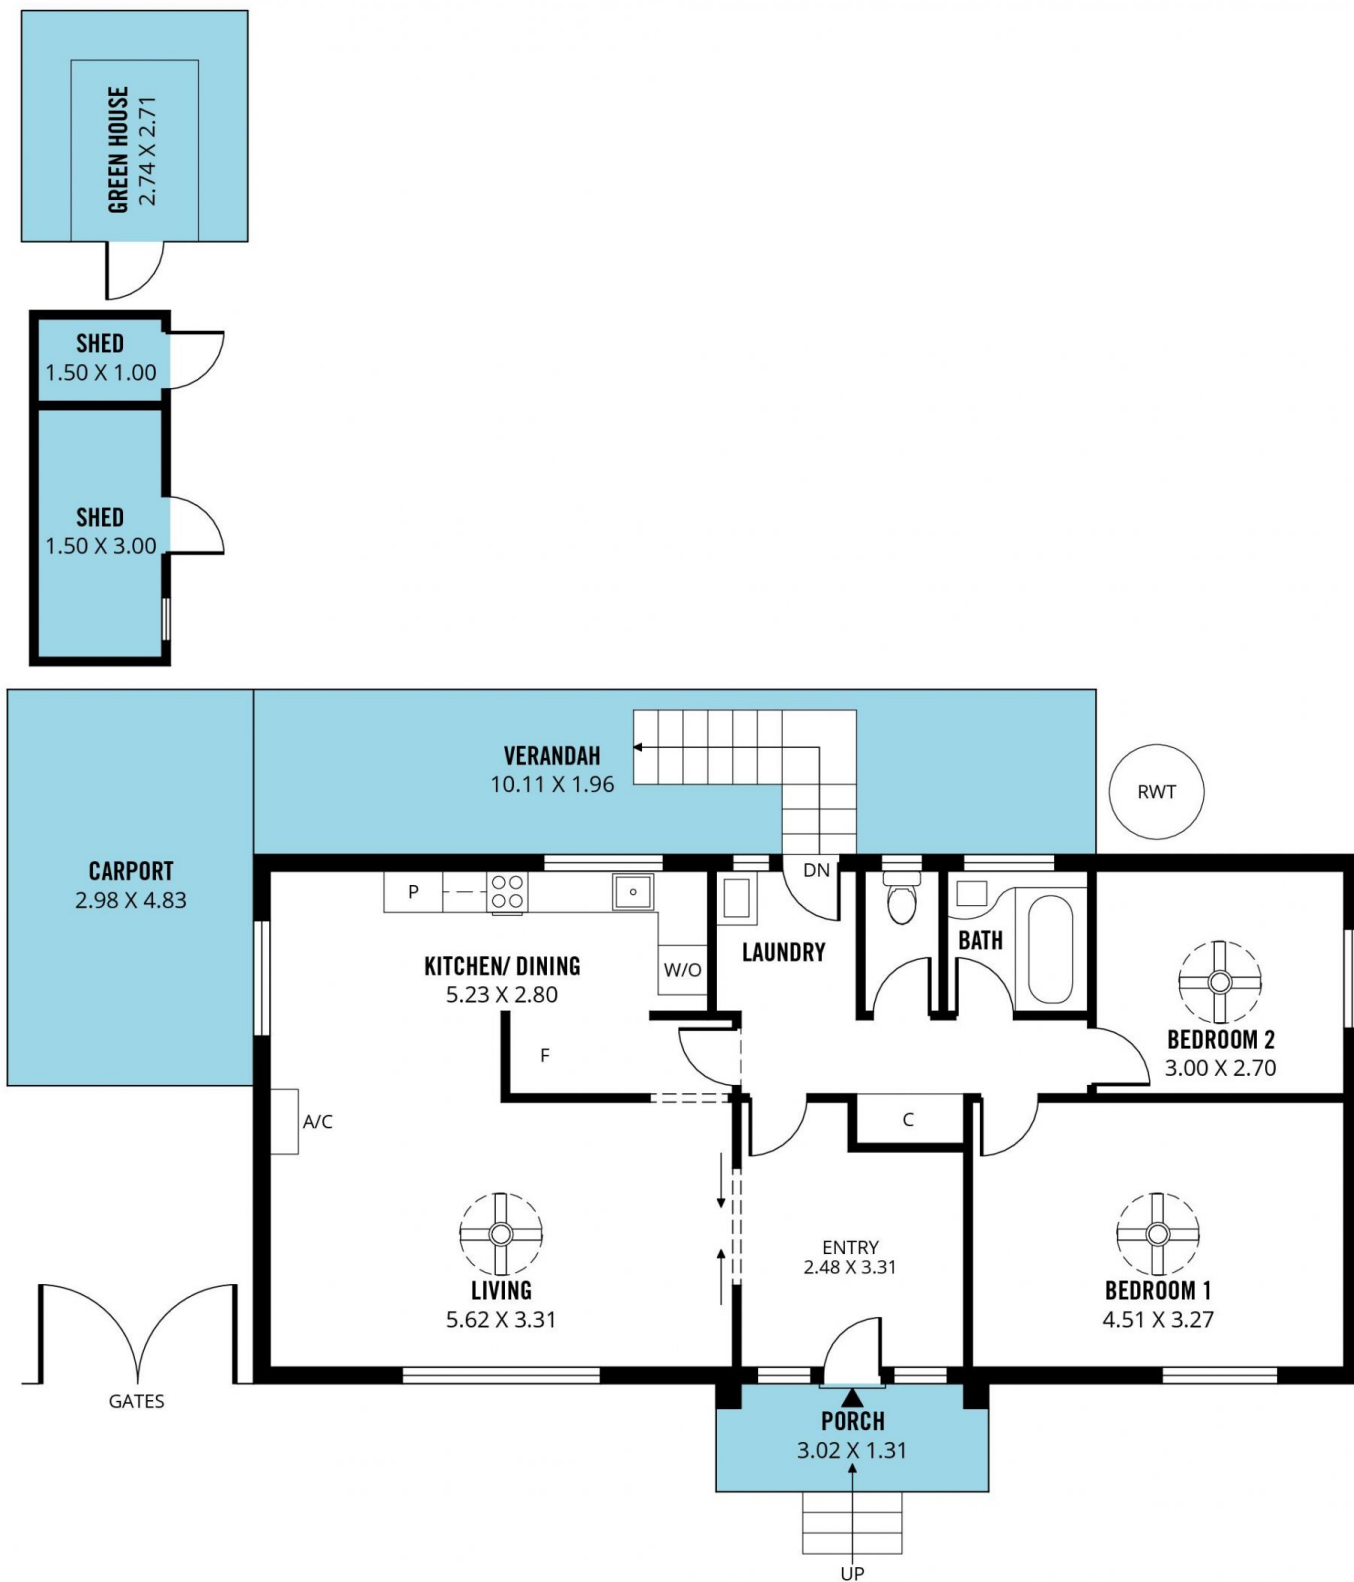 GREEN HOUSE
2.74 X 2.71
SHED
1.50 X 1.00
SHED
1.50 X 3.00
VERANDAH
10.11 X 1.96
RWT
CARPORT
2.98 X 4.83
P
DN
KITCHEN/ DINING
5.23 X 2.80
W/O
LAUNDRY
BATH
F
BEDROOM 2
3.00 X 2.70
A/C
C
LIVING
5.62 X 3.31
ENTRY
2.48 X 3.31
BEDROOM 1
4.51 X 3.27
GATES
PORCH
3.02 X 1.31
UP